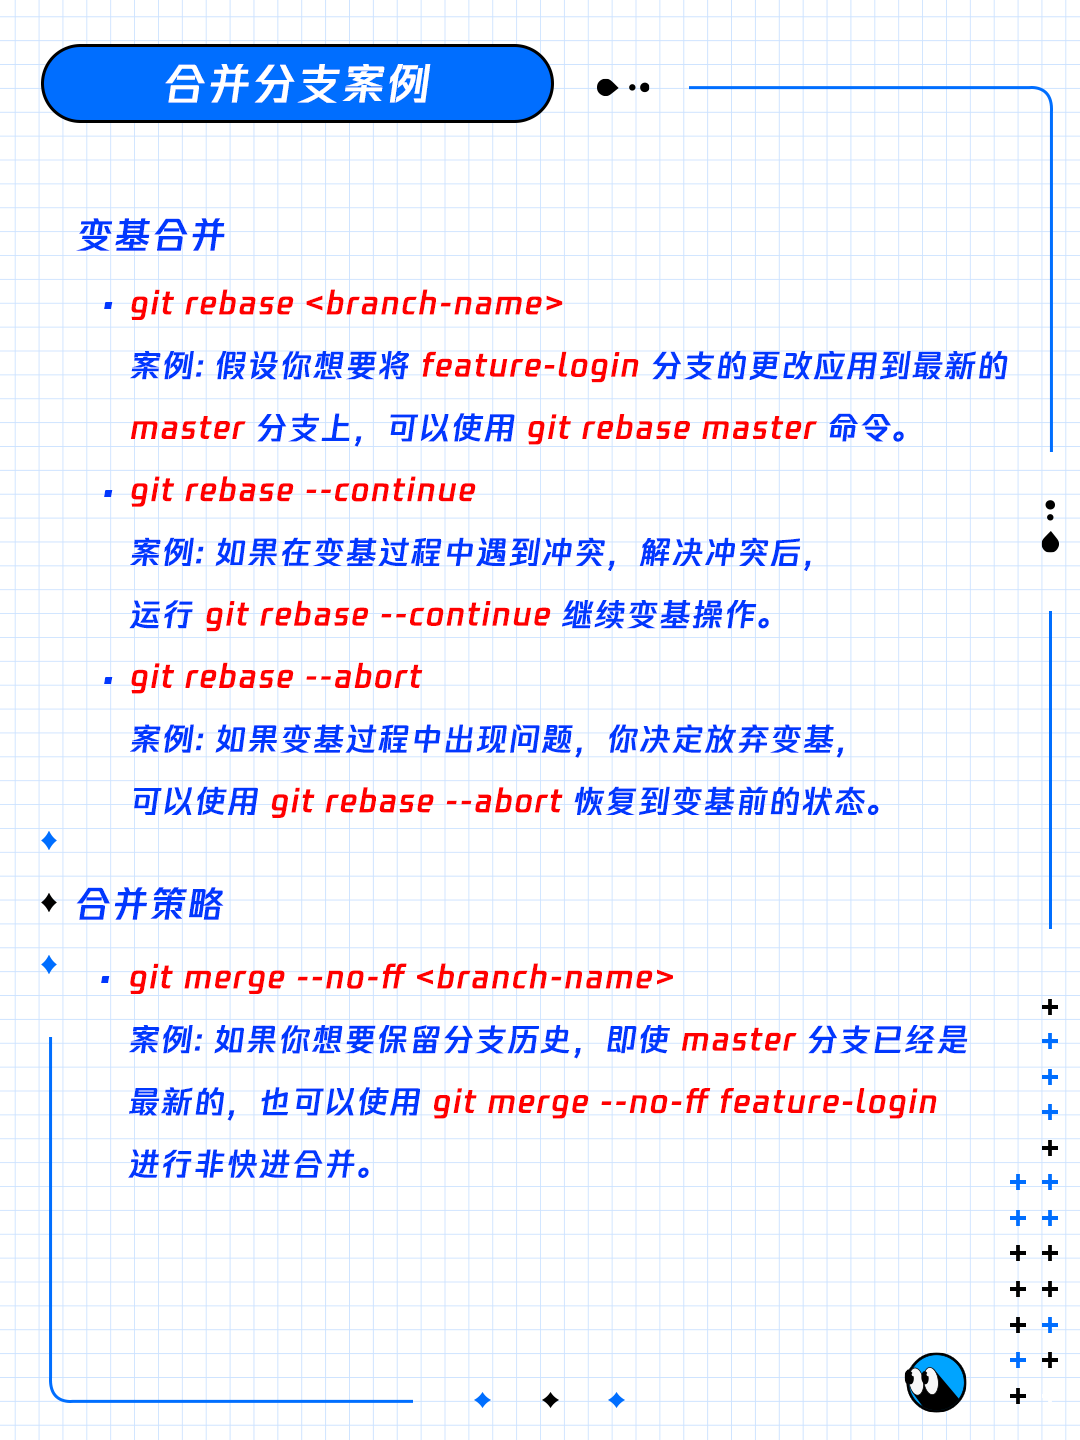 合并分支案例
变基合并
· git rebase <branch-name>
案例: 假设你想要将 feature-login 分支的更改应用到最新的
master 分支上，可以使用 git rebase master 命令。
· git rebase --continue
案例: 如果在变基过程中遇到冲突，解决冲突后，
运行 git rebase --continue 继续变基操作。
· git rebase --abort
案例: 如果变基过程中出现问题，你决定放弃变基，
可以使用 git rebase --abort 恢复到变基前的状态。
合并策略
· git merge --no-ff <branch-name>
案例: 如果你想要保留分支历史，即使 master 分支已经是
最新的，也可以使用 git merge --no-ff feature-login
进行非快进合并。